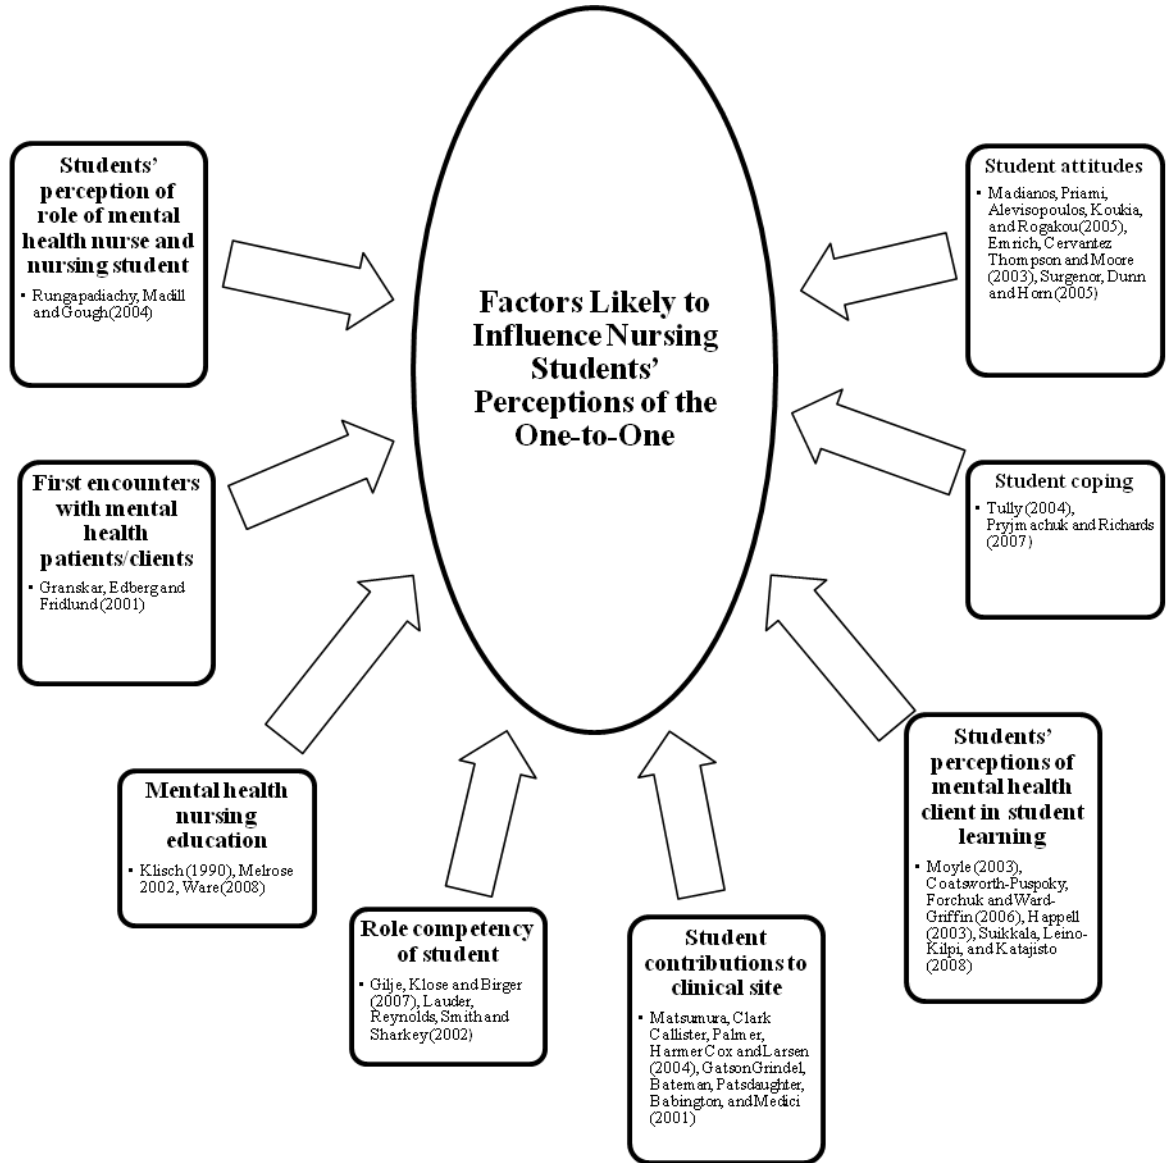 Factors Likely to
Influence Nursing
Students’
Perceptions of the
One-to-One
Students’
perception of
role of mental
health nurse and
nursing student
▪ Rungapadiachy, Madill
and Gough(2004)
First encounters
with mental
health
patients/clients
▪ Granskar, Edberg and
Fridlund (2001)
Mental health
nursing
education
▪ Klisch (1990), Melrose
2002, Ware (2008)
Role competency
of student
▪ Gilje, Klose and Birger
(2007), Lauder,
Reynolds, Smith and
Sharkey (2002)
Student
contributions to
clinical site
▪ Matsumura, Clark
Callister, Palmer,
Harmer Cox and Larsen
(2004), Gatson Grindel,
Bateman, Patsdaughter,
Babington, and Medici
(2001)
Students’
perceptions of
mental health
client in student
learning
▪ Moyle (2003),
Coatsworth-Puspoky,
Forchuk and Ward-
Griffin (2006), Happell
(2003), Suikkala, Leino-
Kilpi, and Katajisto
(2008)
Student coping
▪ Tully (2004),
Pryjmachuk and Richards
(2007)
Student attitudes
▪ Madianos, Priami,
Alevisopoulos, Koukia,
and Rogakou (2005),
Emrich, Cervantez
Thompson and Moore
(2003), Surgenor, Dunn
and Horn (2005)